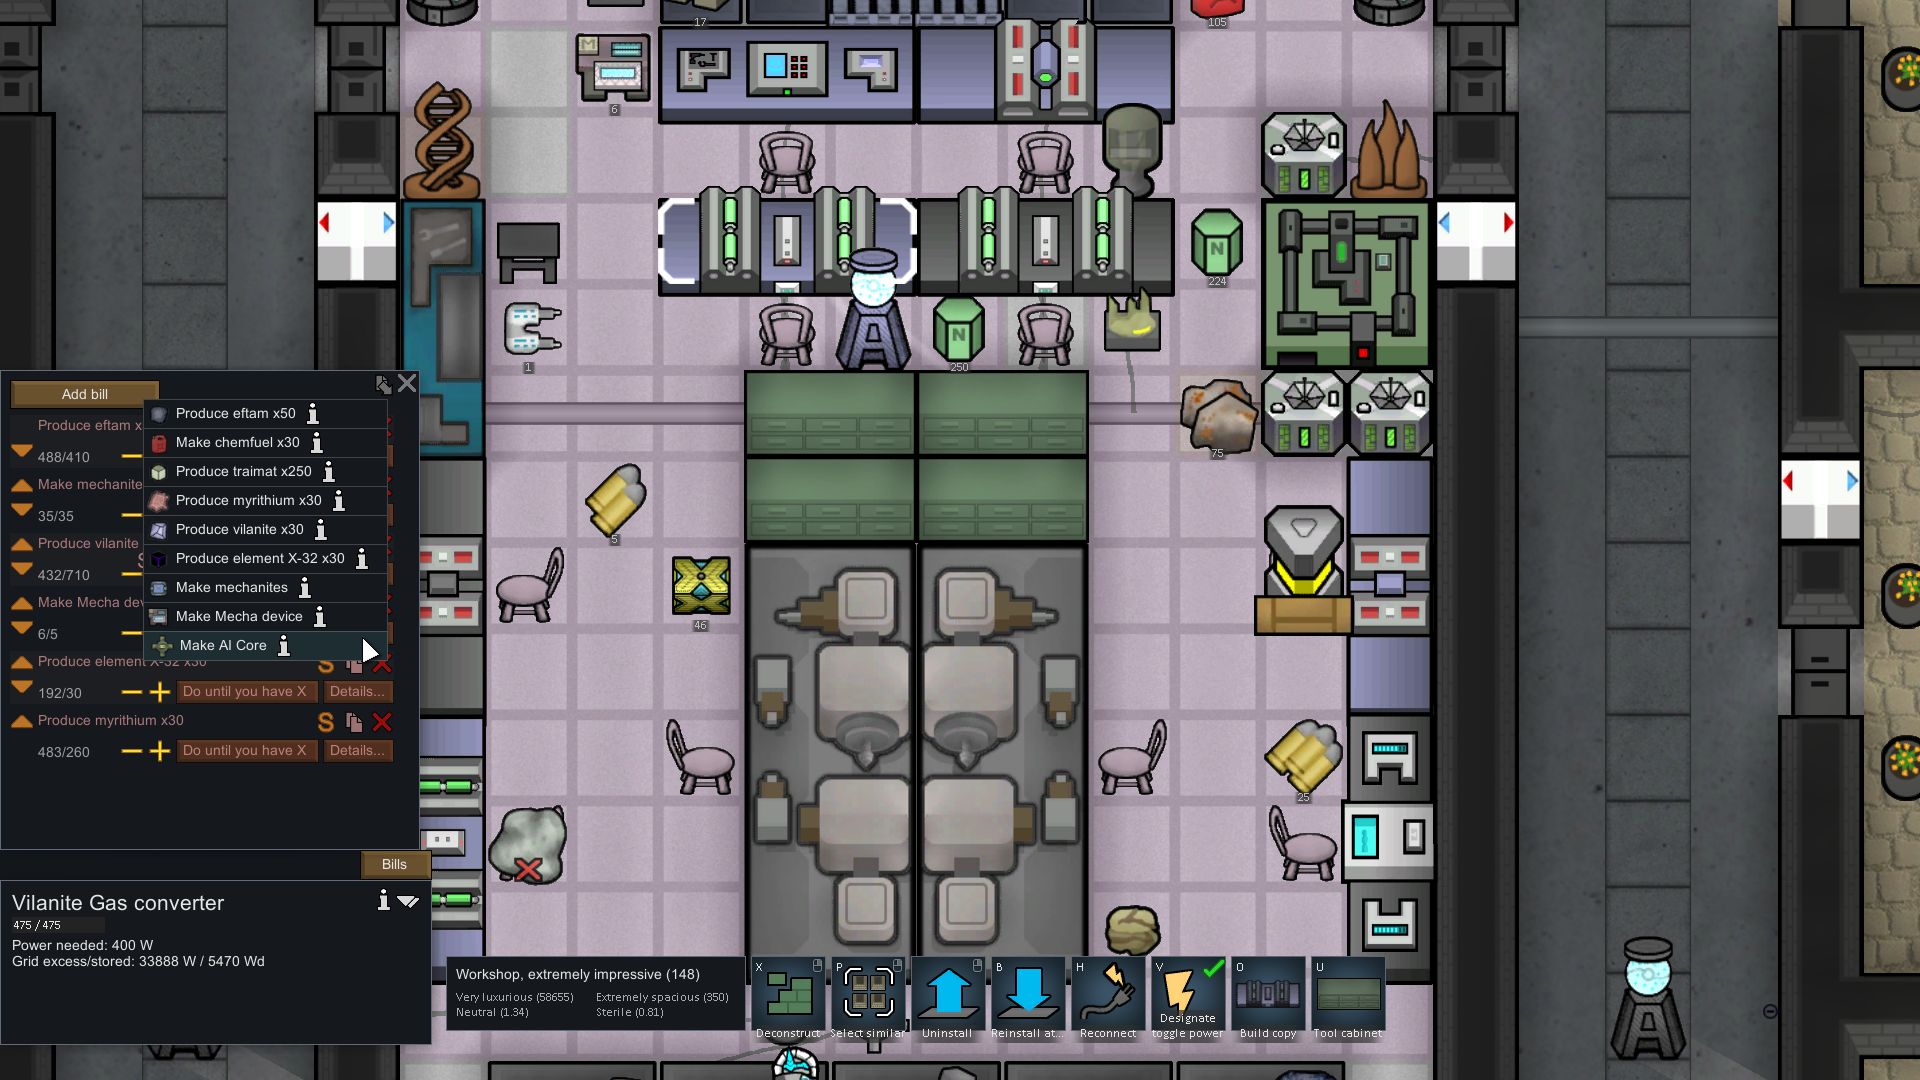 17
105
6
M
N
224
N
250
1
75
5
46
25
Add bill
Produce eftam x
488/410
Make mechanite
35/35
Produce vilanite
432/710
Make Mecha dev
6/5
Produce element X-32 x30
S
192/30
Do until you have X
Details...
Produce myrithium x30
S
483/260
Do until you have X
Details...
Produce eftam x50
Make chemfuel x30
Produce traimat x250
Produce myrithium x30
Produce vilanite x30
Produce element X-32 x30
Make mechanites
Make Mecha device
Make AI Core
Bills
Vilanite Gas converter
475 / 475
Power needed: 400 W
Grid excess/stored: 33888 W / 5470 Wd
Workshop, extremely impressive (148)
Very luxurious (58655)
Extremely spacious (350)
Neutral (1.34)
Sterile (0.81)
X
Deconstruct
P
Select similar
Uninstall
B
Reinstall at...
H
Reconnect
V
Designate toggle power
O
Build copy
U
Tool cabinet